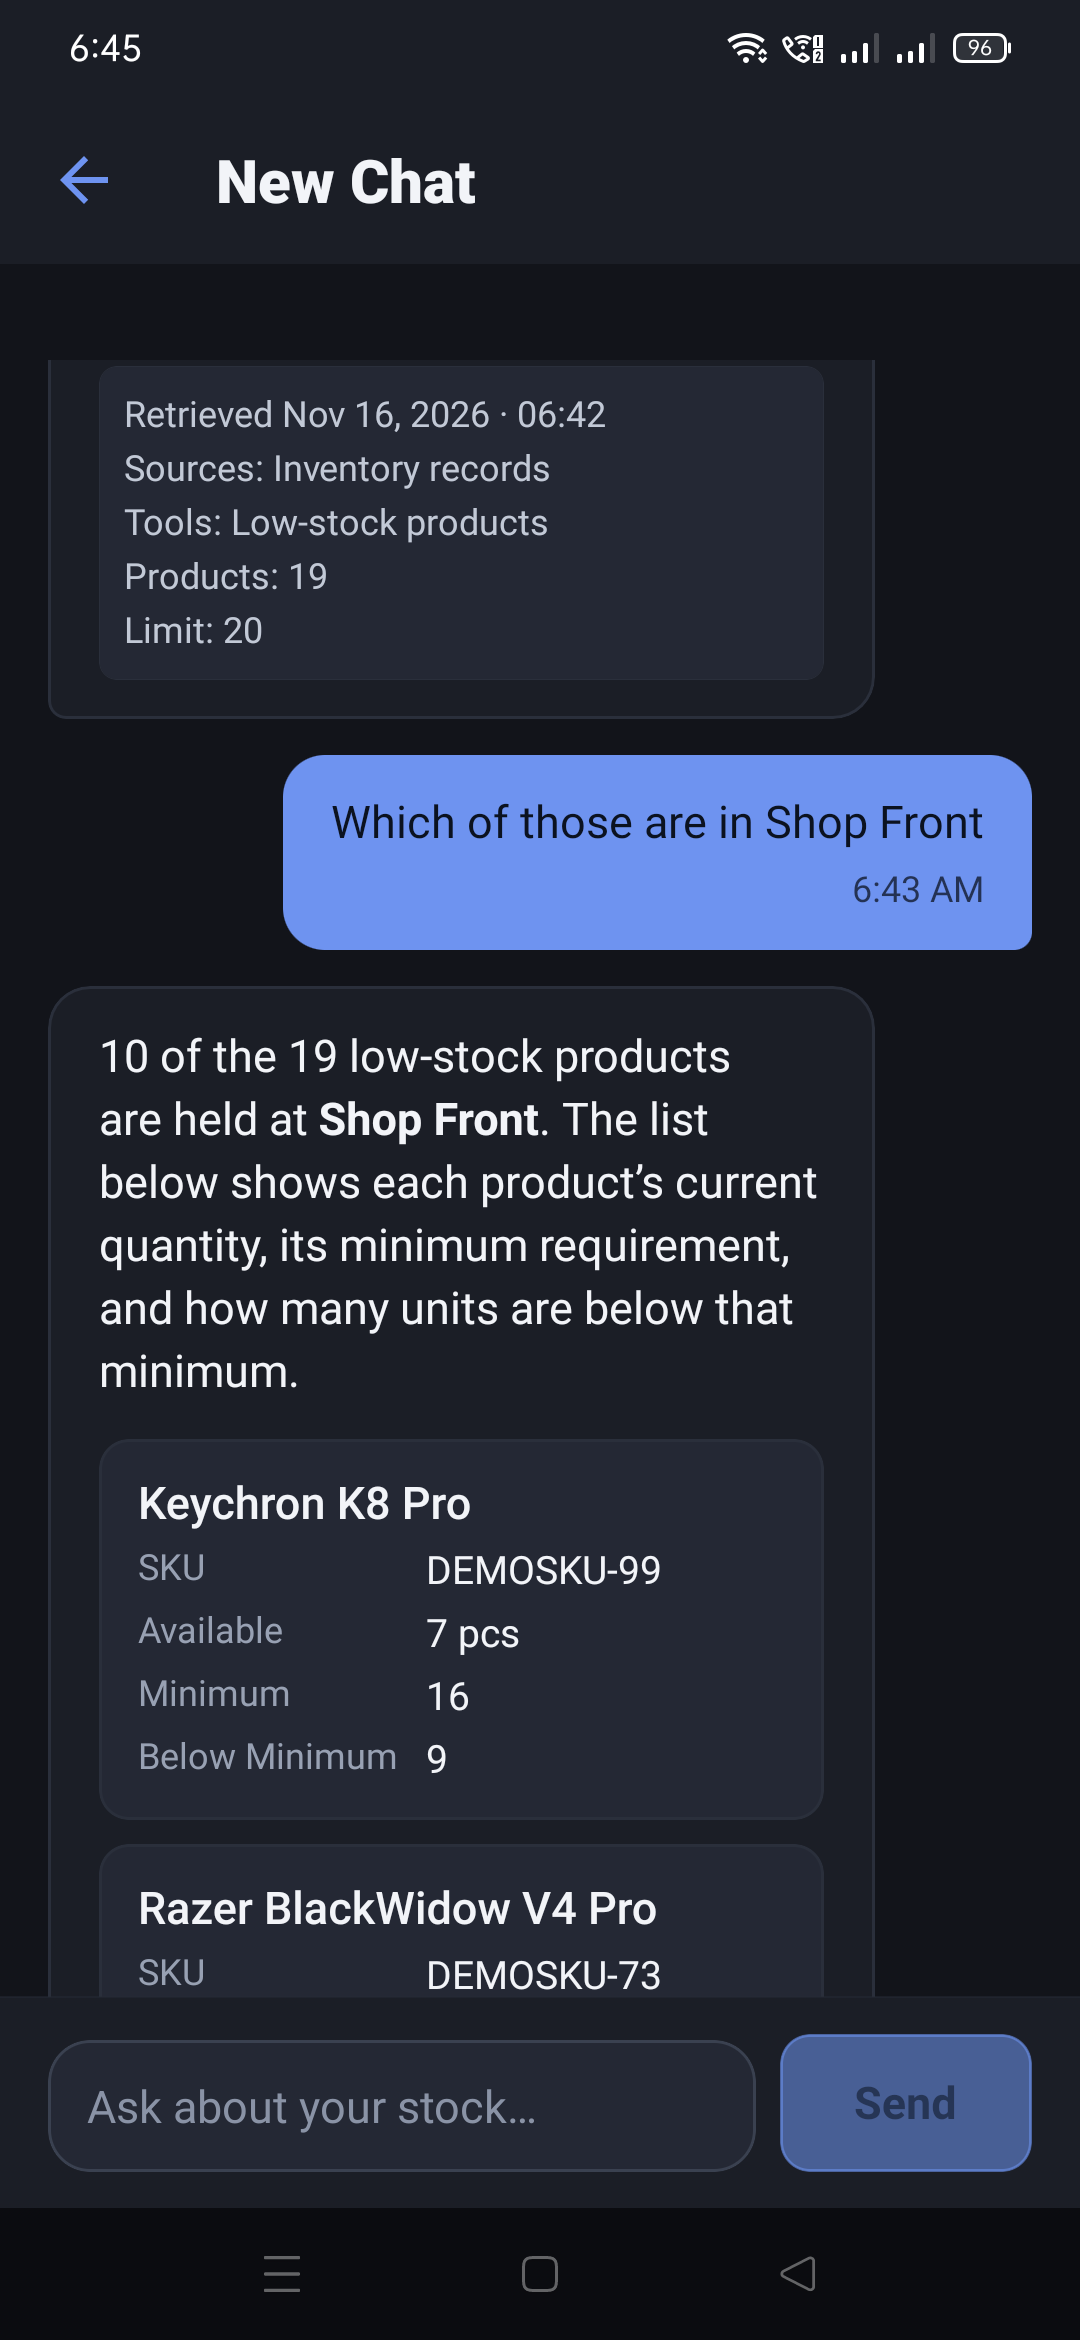 6:45
96
New Chat
Retrieved Nov 16, 2026 · 06:42
Sources: Inventory records
Tools: Low-stock products
Products: 19
Limit: 20
Which of those are in Shop Front
6:43 AM
10 of the 19 low-stock products
are held at Shop Front. The list
below shows each product’s current
quantity, its minimum requirement,
and how many units are below that
minimum.
Keychron K8 Pro
SKU DEMOSKU-99
Available 7 pcs
Minimum 16
Below Minimum 9
Razer BlackWidow V4 Pro
SKU DEMOSKU-73
Ask about your stock…
Send